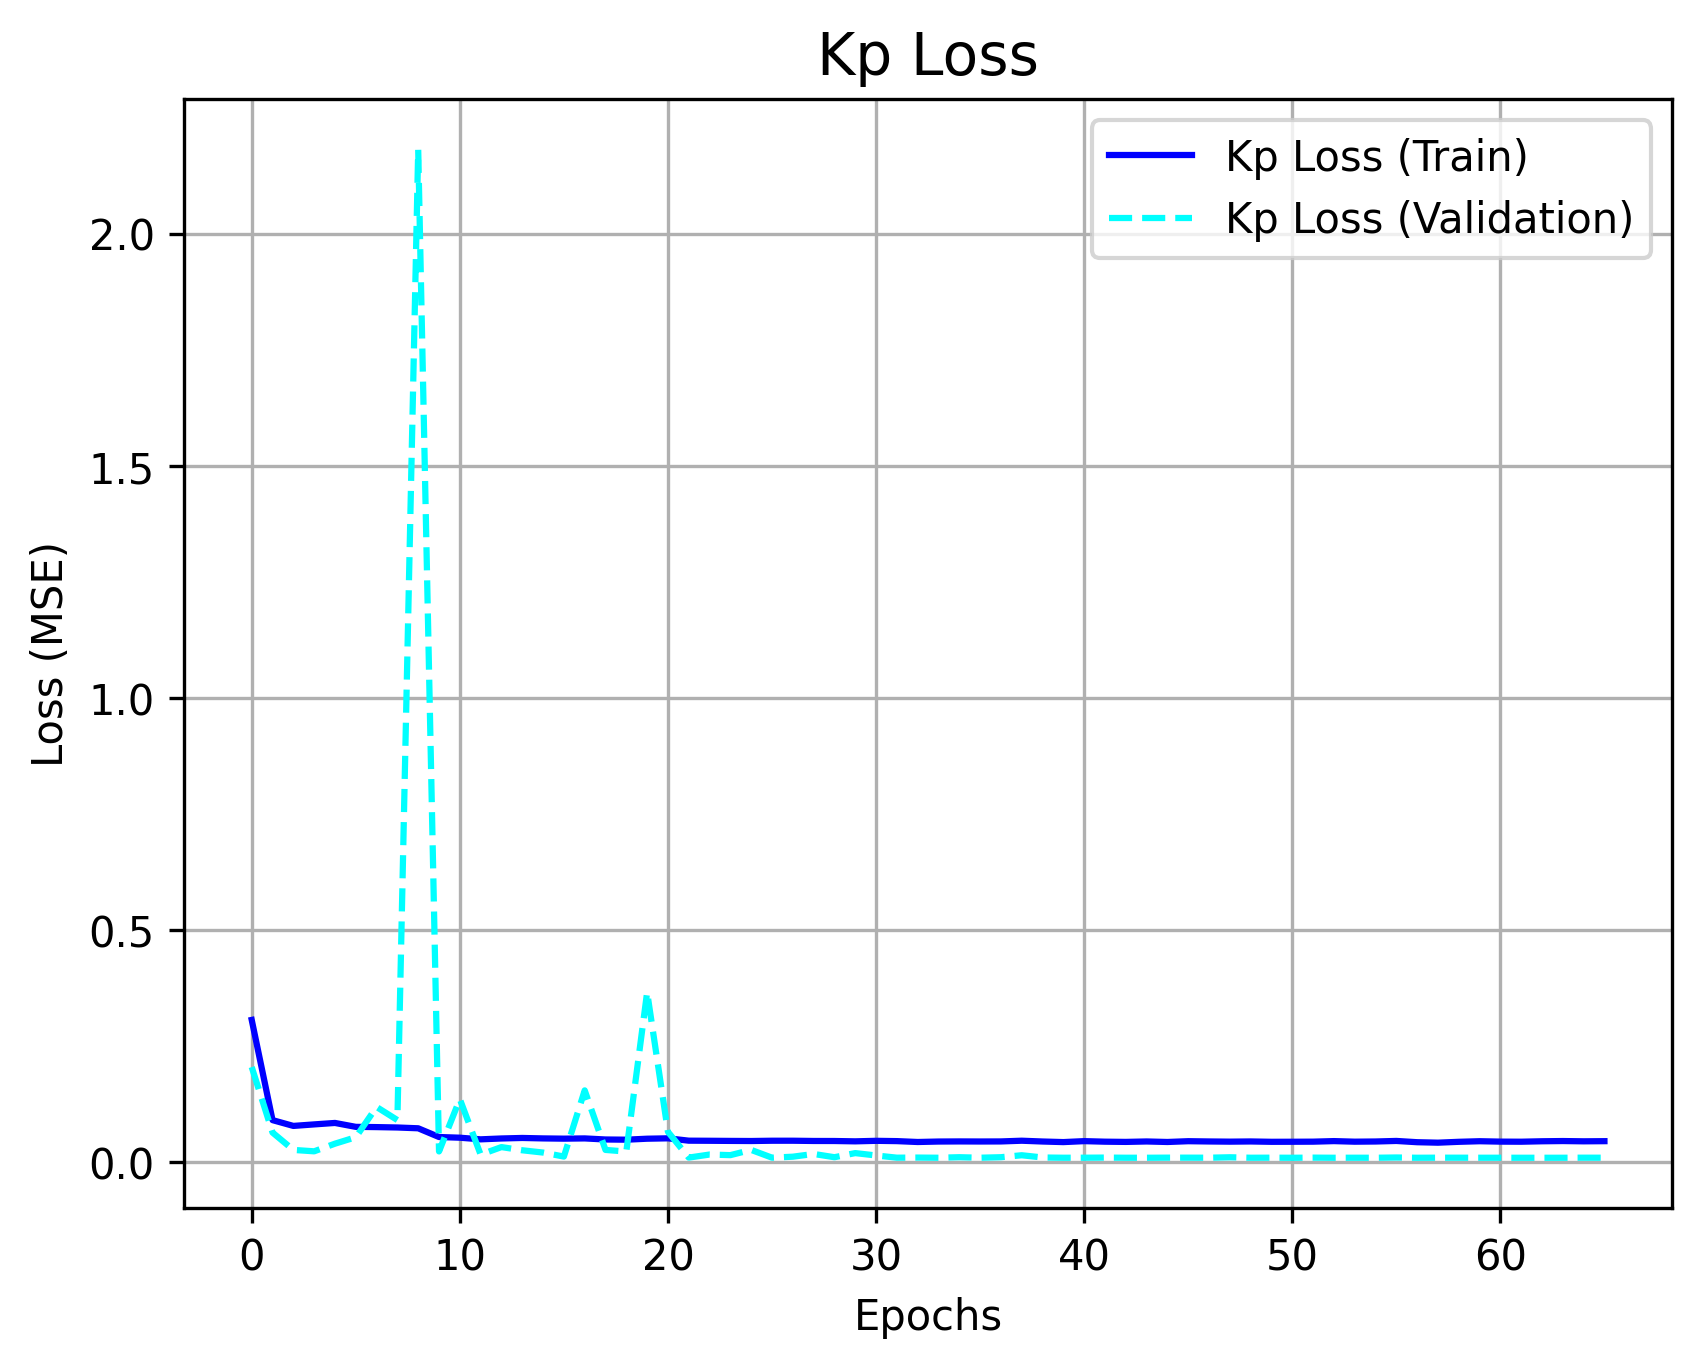 Kp Loss
Kp Loss (Train)
Kp Loss (Validation)
Loss (MSE)
2.0
1.5
1.0
0.5
0.0
0 10 20 30 40 50 60
Epochs